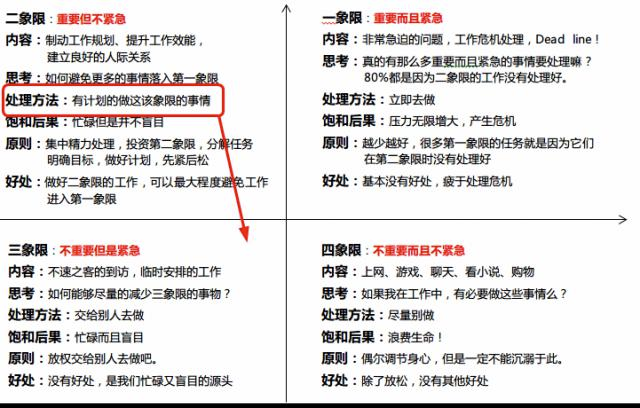 二象限：重要但不紧急
内容：制动工作规划、提升工作效能，
建立良好的人际关系
思考：如何避免更多的事情落入第一象限
处理方法：有计划的做这该象限的事情
饱和后果：忙碌但是并不盲目
原则：集中精力处理，投资第二象限，分解任务
明确目标，做好计划，先紧后松
好处：做好二象限的工作，可以最大程度避免工作
进入第一象限
一象限：重要而且紧急
内容：非常急迫的问题，工作危机处理，Dead line！
思考：真的有那么多重要而且紧急的事情要处理嘛？
80%都是因为二象限的工作没有处理好。
处理方法：立即去做
饱和后果：压力无限增大，产生危机
原则：越少越好，很多第一象限的任务就是因为它们
在第二象限时没有处理好
好处：基本没有好处，疲于处理危机
三象限：不重要但是紧急
内容：不速之客的到访，临时安排的工作
思考：如何能够尽量的减少三象限的事物？
处理方法：交给别人去做
饱和后果：忙碌而且盲目
原则：放权交给别人去做吧。
好处：没有好处，是我们忙碌又盲目的源头
四象限：不重要而且不紧急
内容：上网、游戏、聊天、看小说、购物
思考：如果我在工作中，有必要做这些事情么？
处理方法：尽量别做
饱和后果：浪费生命！
原则：偶尔调节身心，但是一定不能沉弱于此。
好处：除了放松，没有其他好处